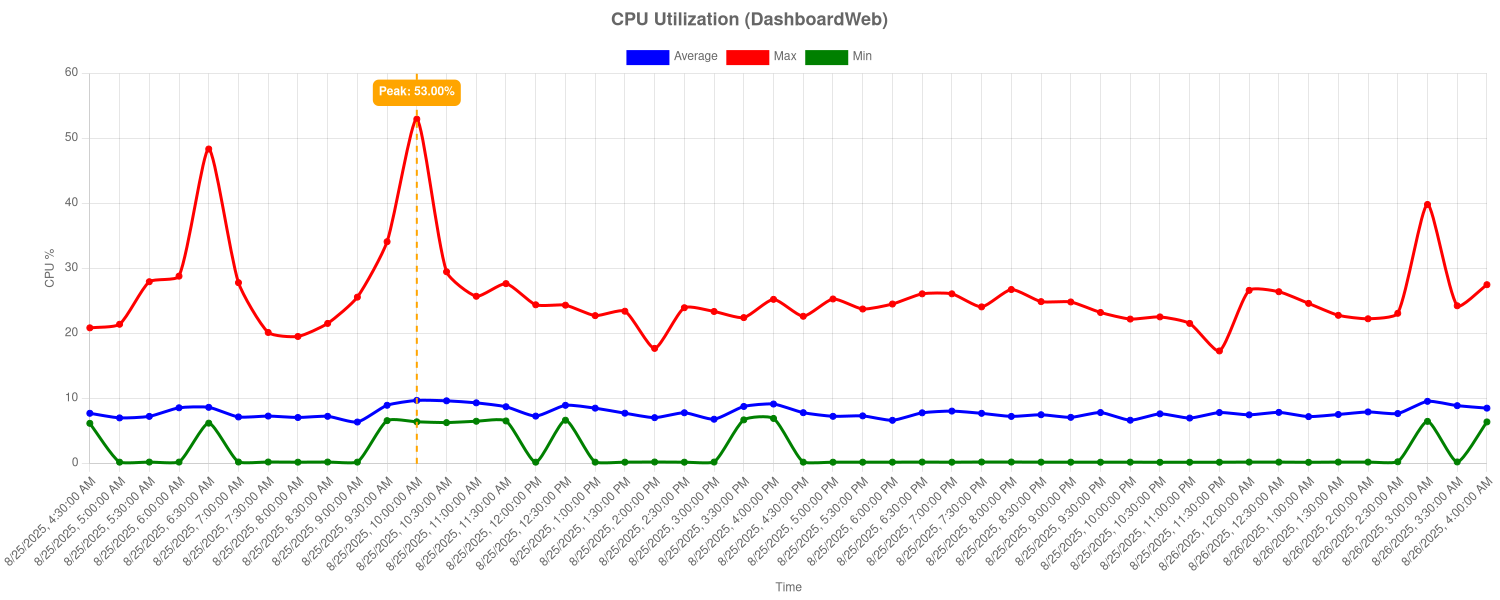 CPU Utilization (DashboardWeb)
Average Max Min
Peak: 53.00%
60
50
40
30
20
10
0
CPU %
8/25/2025, 4:30:00 AM
8/25/2025, 5:00:00 AM
8/25/2025, 5:30:00 AM
8/25/2025, 6:00:00 AM
8/25/2025, 6:30:00 AM
8/25/2025, 7:00:00 AM
8/25/2025, 7:30:00 AM
8/25/2025, 8:00:00 AM
8/25/2025, 8:30:00 AM
8/25/2025, 9:00:00 AM
8/25/2025, 9:30:00 AM
8/25/2025, 10:00:00 AM
8/25/2025, 10:30:00 AM
8/25/2025, 11:00:00 AM
8/25/2025, 11:30:00 AM
8/25/2025, 12:00:00 PM
8/25/2025, 12:30:00 PM
8/25/2025, 1:00:00 PM
8/25/2025, 1:30:00 PM
8/25/2025, 2:00:00 PM
8/25/2025, 2:30:00 PM
8/25/2025, 3:00:00 PM
8/25/2025, 3:30:00 PM
8/25/2025, 4:00:00 PM
8/25/2025, 4:30:00 PM
8/25/2025, 5:00:00 PM
8/25/2025, 5:30:00 PM
8/25/2025, 6:00:00 PM
8/25/2025, 6:30:00 PM
8/25/2025, 7:00:00 PM
8/25/2025, 7:30:00 PM
8/25/2025, 8:00:00 PM
8/25/2025, 8:30:00 PM
8/25/2025, 9:00:00 PM
8/25/2025, 9:30:00 PM
8/25/2025, 10:00:00 PM
8/25/2025, 10:30:00 PM
8/25/2025, 11:00:00 PM
8/25/2025, 11:30:00 PM
8/26/2025, 12:00:00 AM
8/26/2025, 12:30:00 AM
8/26/2025, 1:00:00 AM
8/26/2025, 1:30:00 AM
8/26/2025, 2:00:00 AM
8/26/2025, 2:30:00 AM
8/26/2025, 3:00:00 AM
8/26/2025, 3:30:00 AM
8/26/2025, 4:00:00 AM
Time